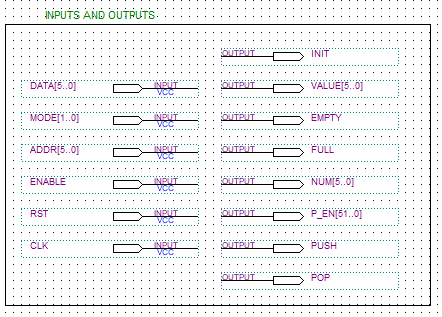 INPUTS AND OUTPUTS
OUTPUT INIT
DATA[5..0] INPUT VCC OUTPUT VALUE[5..0]
MODE[1..0] INPUT VCC OUTPUT EMPTY
ADDR[5..0] INPUT VCC OUTPUT FULL
ENABLE INPUT VCC OUTPUT NUM[5..0]
RST INPUT VCC OUTPUT P_EN[51..0]
CLK INPUT VCC OUTPUT PUSH
OUTPUT POP